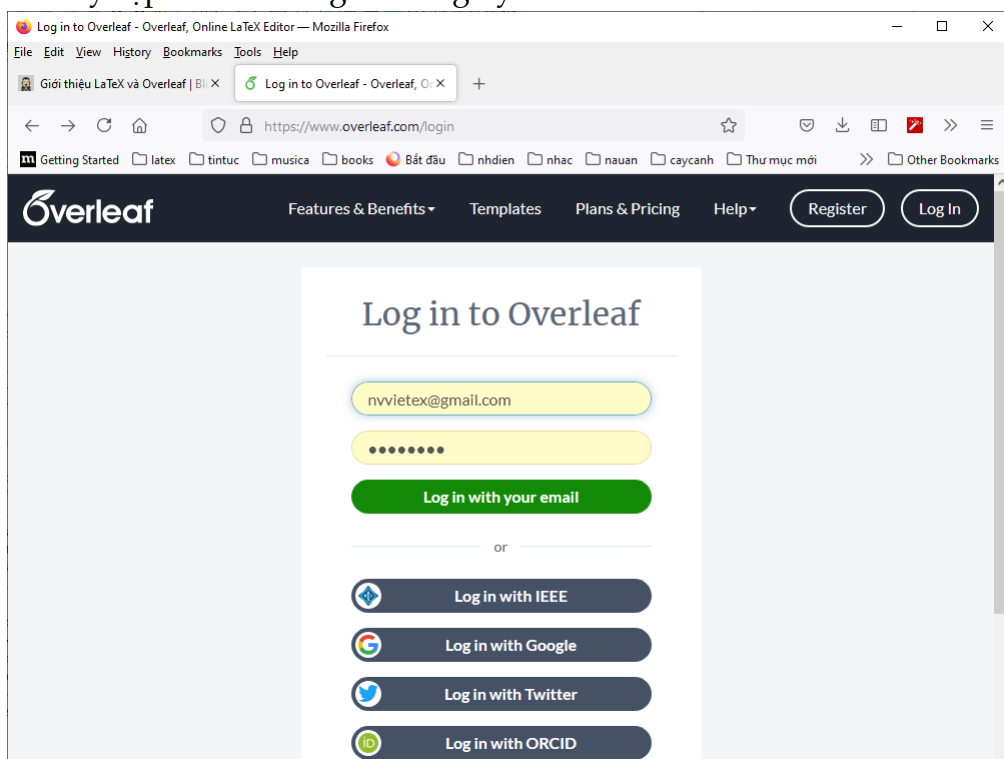 Log in to Overleaf - Overleaf, Online LaTeX Editor — Mozilla Firefox
File Edit View History Bookmarks Tools Help
Giới thiệu LaTeX và Overleaf | Bl
Log in to Overleaf - Overleaf, On
https://www.overleaf.com/login
m Getting Started latex tintuc musica books Bắt đầu nhdien nhac nauan caycanh Thư mục mới Other Bookmarks
Overleaf Features & Benefits Templates Plans & Pricing Help Register Log In
Log in to Overleaf
nvvietex@gmail.com
••••••••
Log in with your email
or
Log in with IEEE
Log in with Google
Log in with Twitter
iD Log in with ORCID